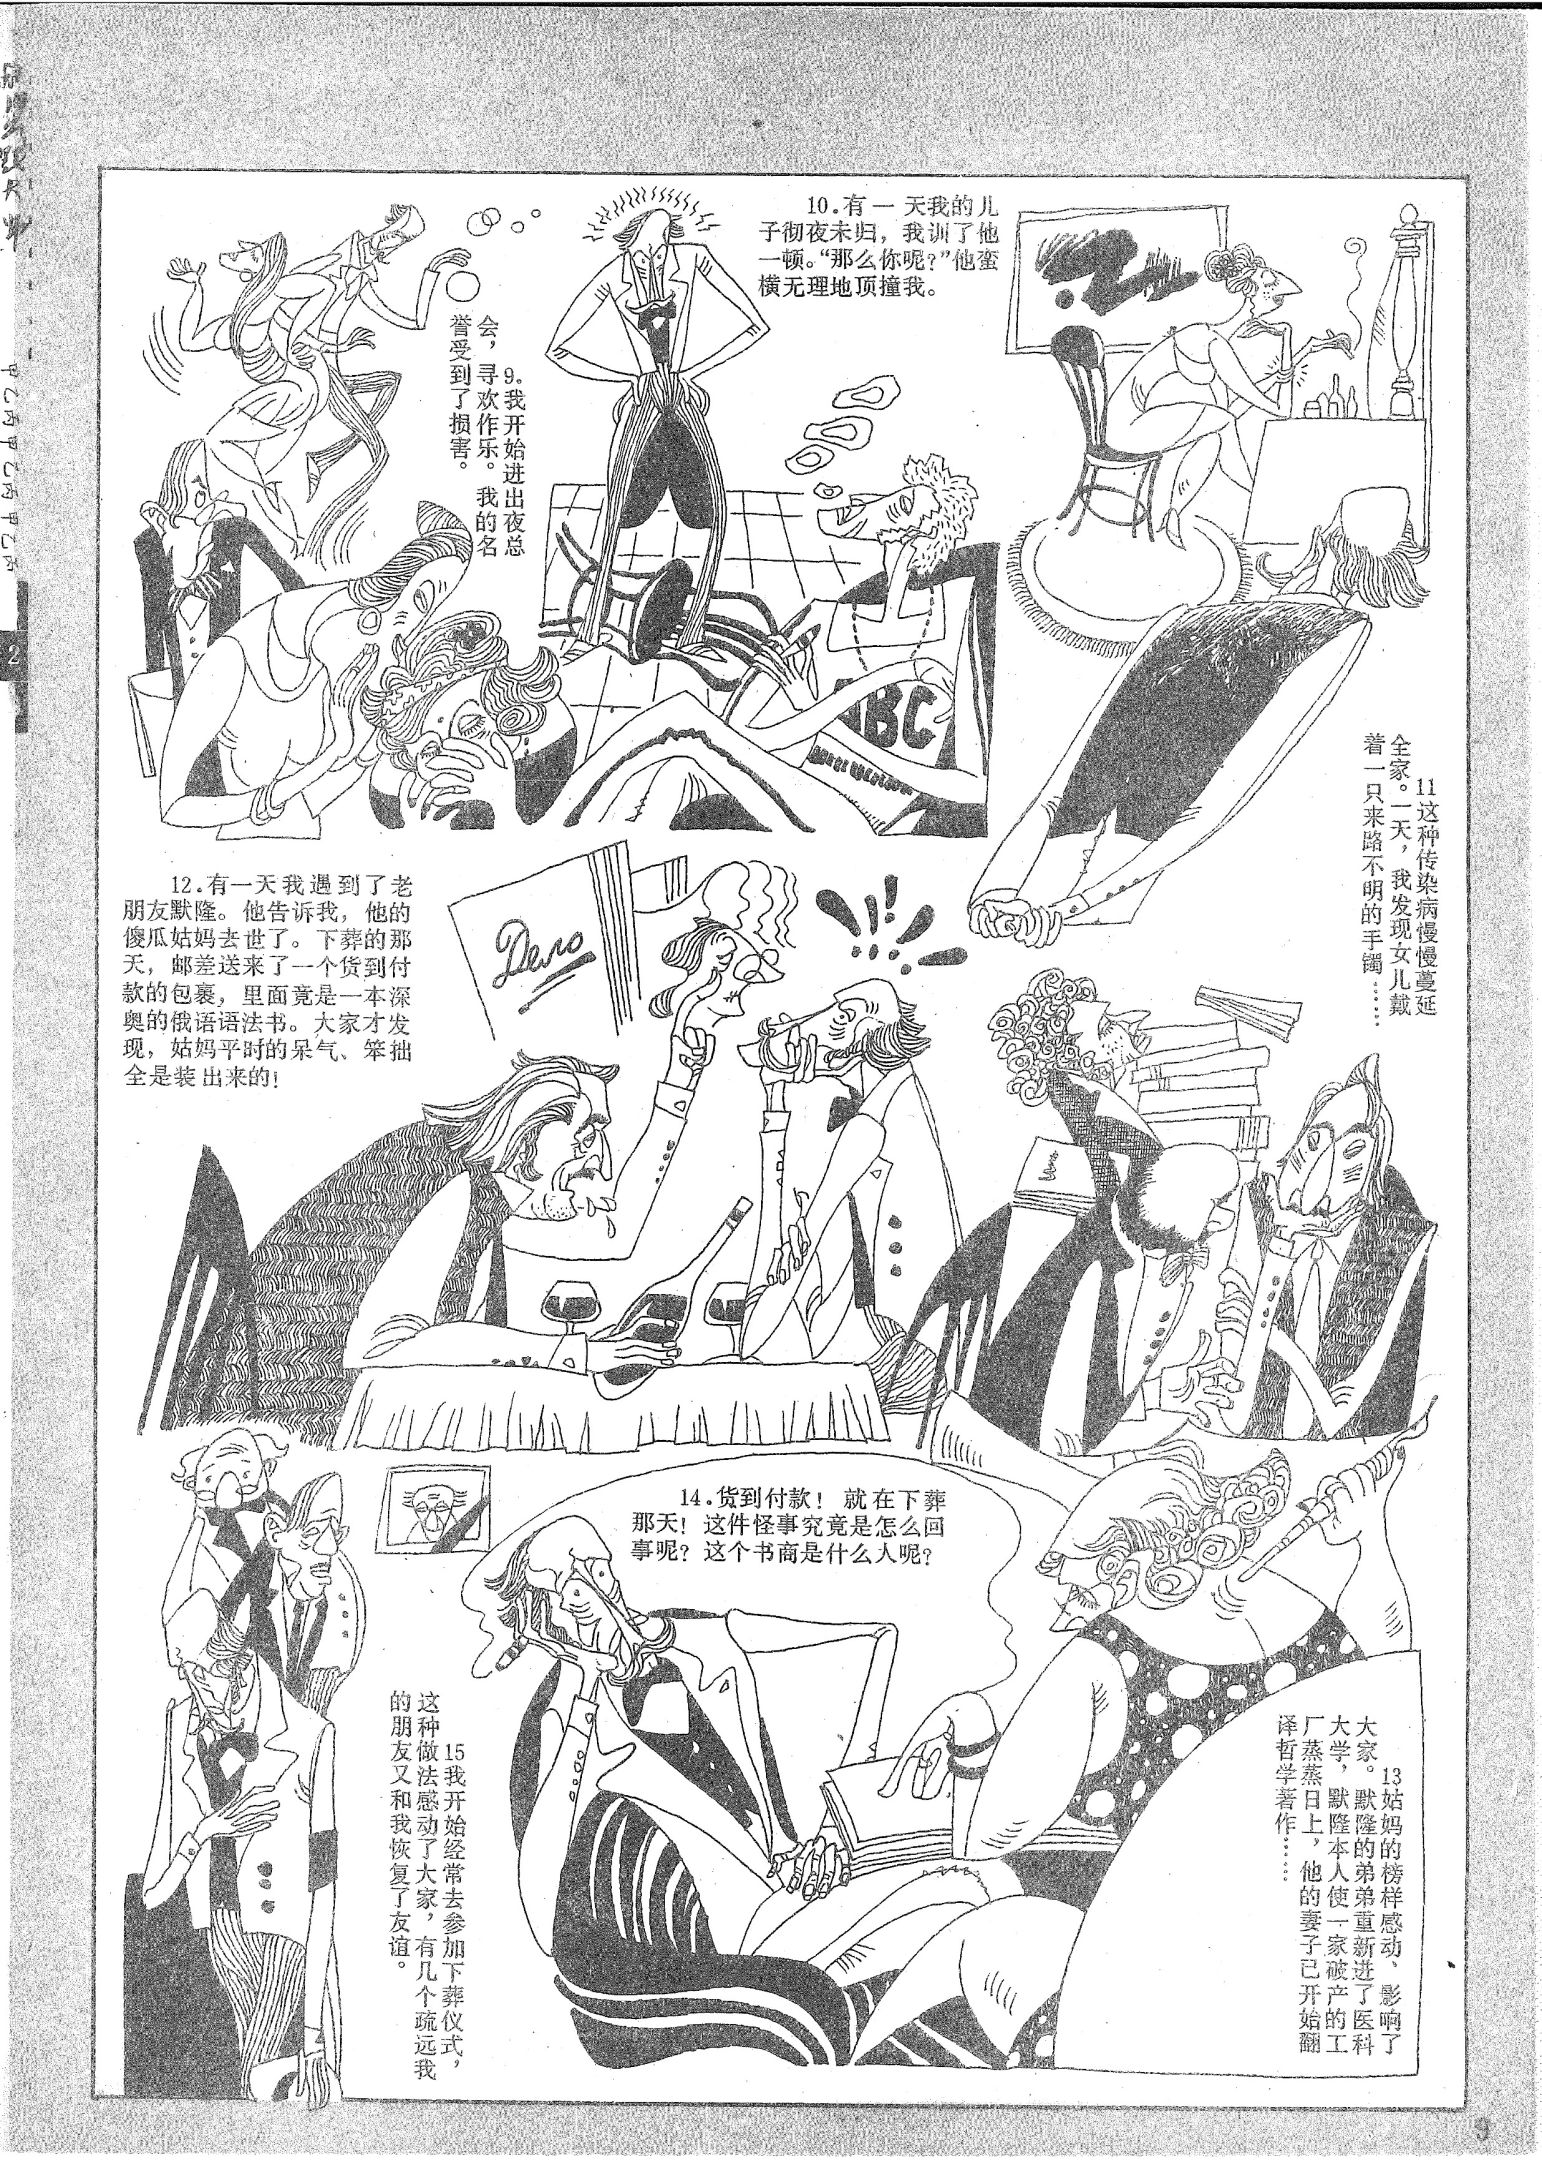 9.我开始进出夜总
会，寻欢作乐。我的名
誉受到了损害。
10.有一天我的儿
子彻夜未归，我训了他
一顿。“那么你呢？”他蛮
横无理地顶撞我。
ABC
11这种传染病慢慢蔓延
全家。一天，我发现女儿戴
着一只来路不明的手镯……
12.有一天我遇到了老
朋友默隆。他告诉我，他的
傻瓜姑妈去世了。下葬的那
天，邮差送来了一个货到付
款的包裹，里面竟是一本深
奥的俄语语法书。大家才发
现，姑妈平时的呆气、笨拙
全是装出来的！
Дело
13姑妈的榜样感动、影响了
大家。默隆的弟弟重新进了医科
大学，默隆本人使一家破产的工
厂蒸蒸日上，他的妻子已开始翻
译哲学著作……
14.货到付款！就在下葬
那天！这件怪事究竟是怎么回
事呢？这个书商是什么人呢？
15我开始经常去参加下葬仪式，
这种做法感动了大家，有几个疏远我
的朋友又和我恢复了友谊。
9